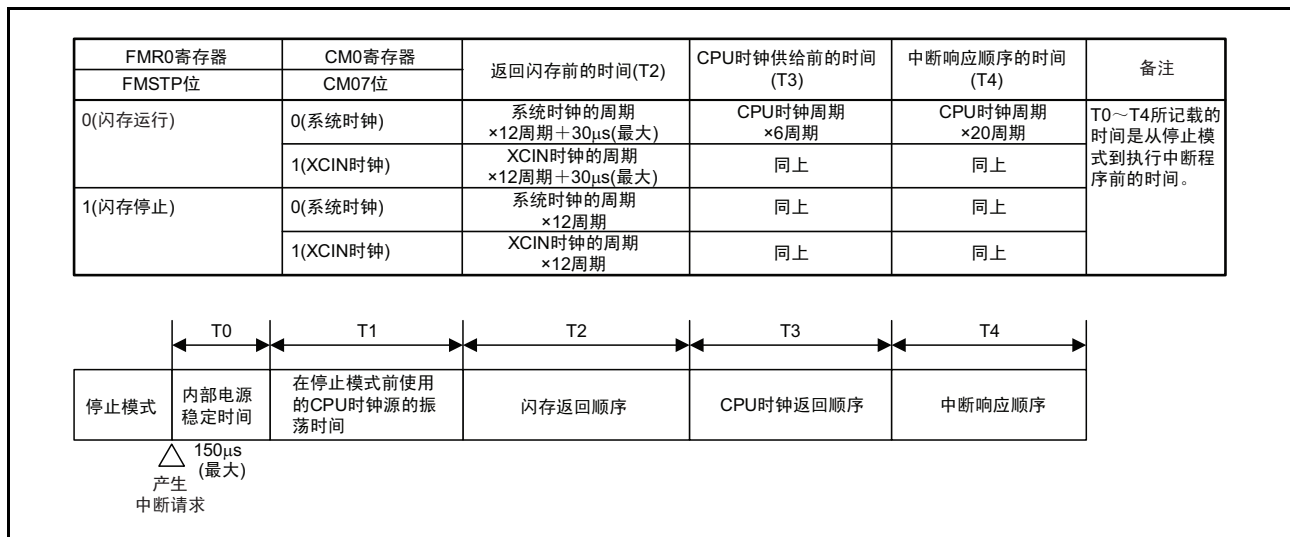 FMR0寄存器
CM0寄存器
返回闪存前的时间(T2)
CPU时钟供给前的时间
(T3)
中断响应顺序的时间
(T4)
备注
FMSTP位
CM07位
0(闪存运行)
0(系统时钟)
系统时钟的周期
×12周期＋30μs(最大)
CPU时钟周期
×6周期
CPU时钟周期
×20周期
T0～T4所记载的
时间是从停止模
式到执行中断程
序前的时间。
1(XCIN时钟)
XCIN时钟的周期
×12周期＋30μs(最大)
同上
同上
1(闪存停止)
0(系统时钟)
系统时钟的周期
×12周期
同上
同上
1(XCIN时钟)
XCIN时钟的周期
×12周期
同上
同上
T0
T1
T2
T3
T4
停止模式
内部电源
稳定时间
在停止模式前使用
的CPU时钟源的振
荡时间
闪存返回顺序
CPU时钟返回顺序
中断响应顺序
150μs
(最大)
产生
中断请求